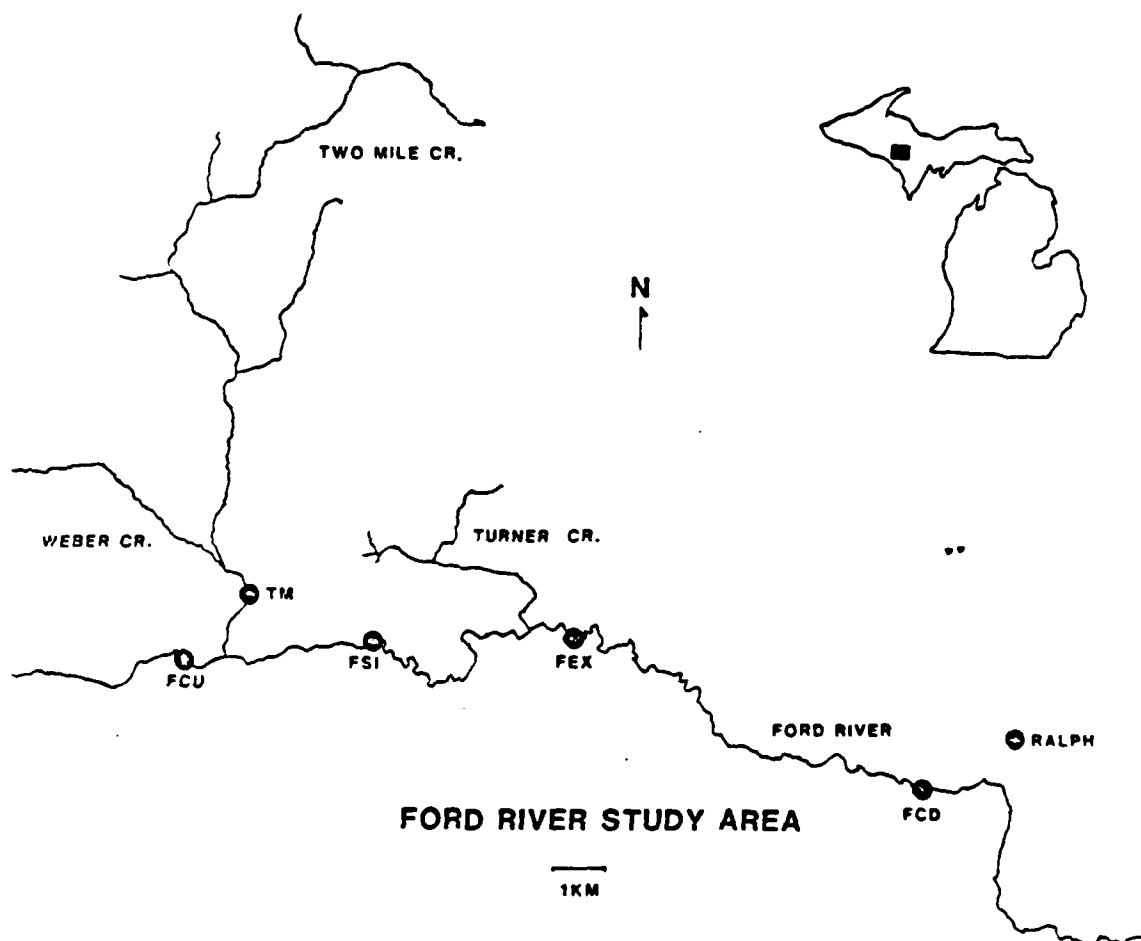 TWO MILE CR.
N
WEBER CR.
TURNER CR.
TM
FSI
FCU
FEX
FORD RIVER
RALPH
FCD
FORD RIVER STUDY AREA
1KM